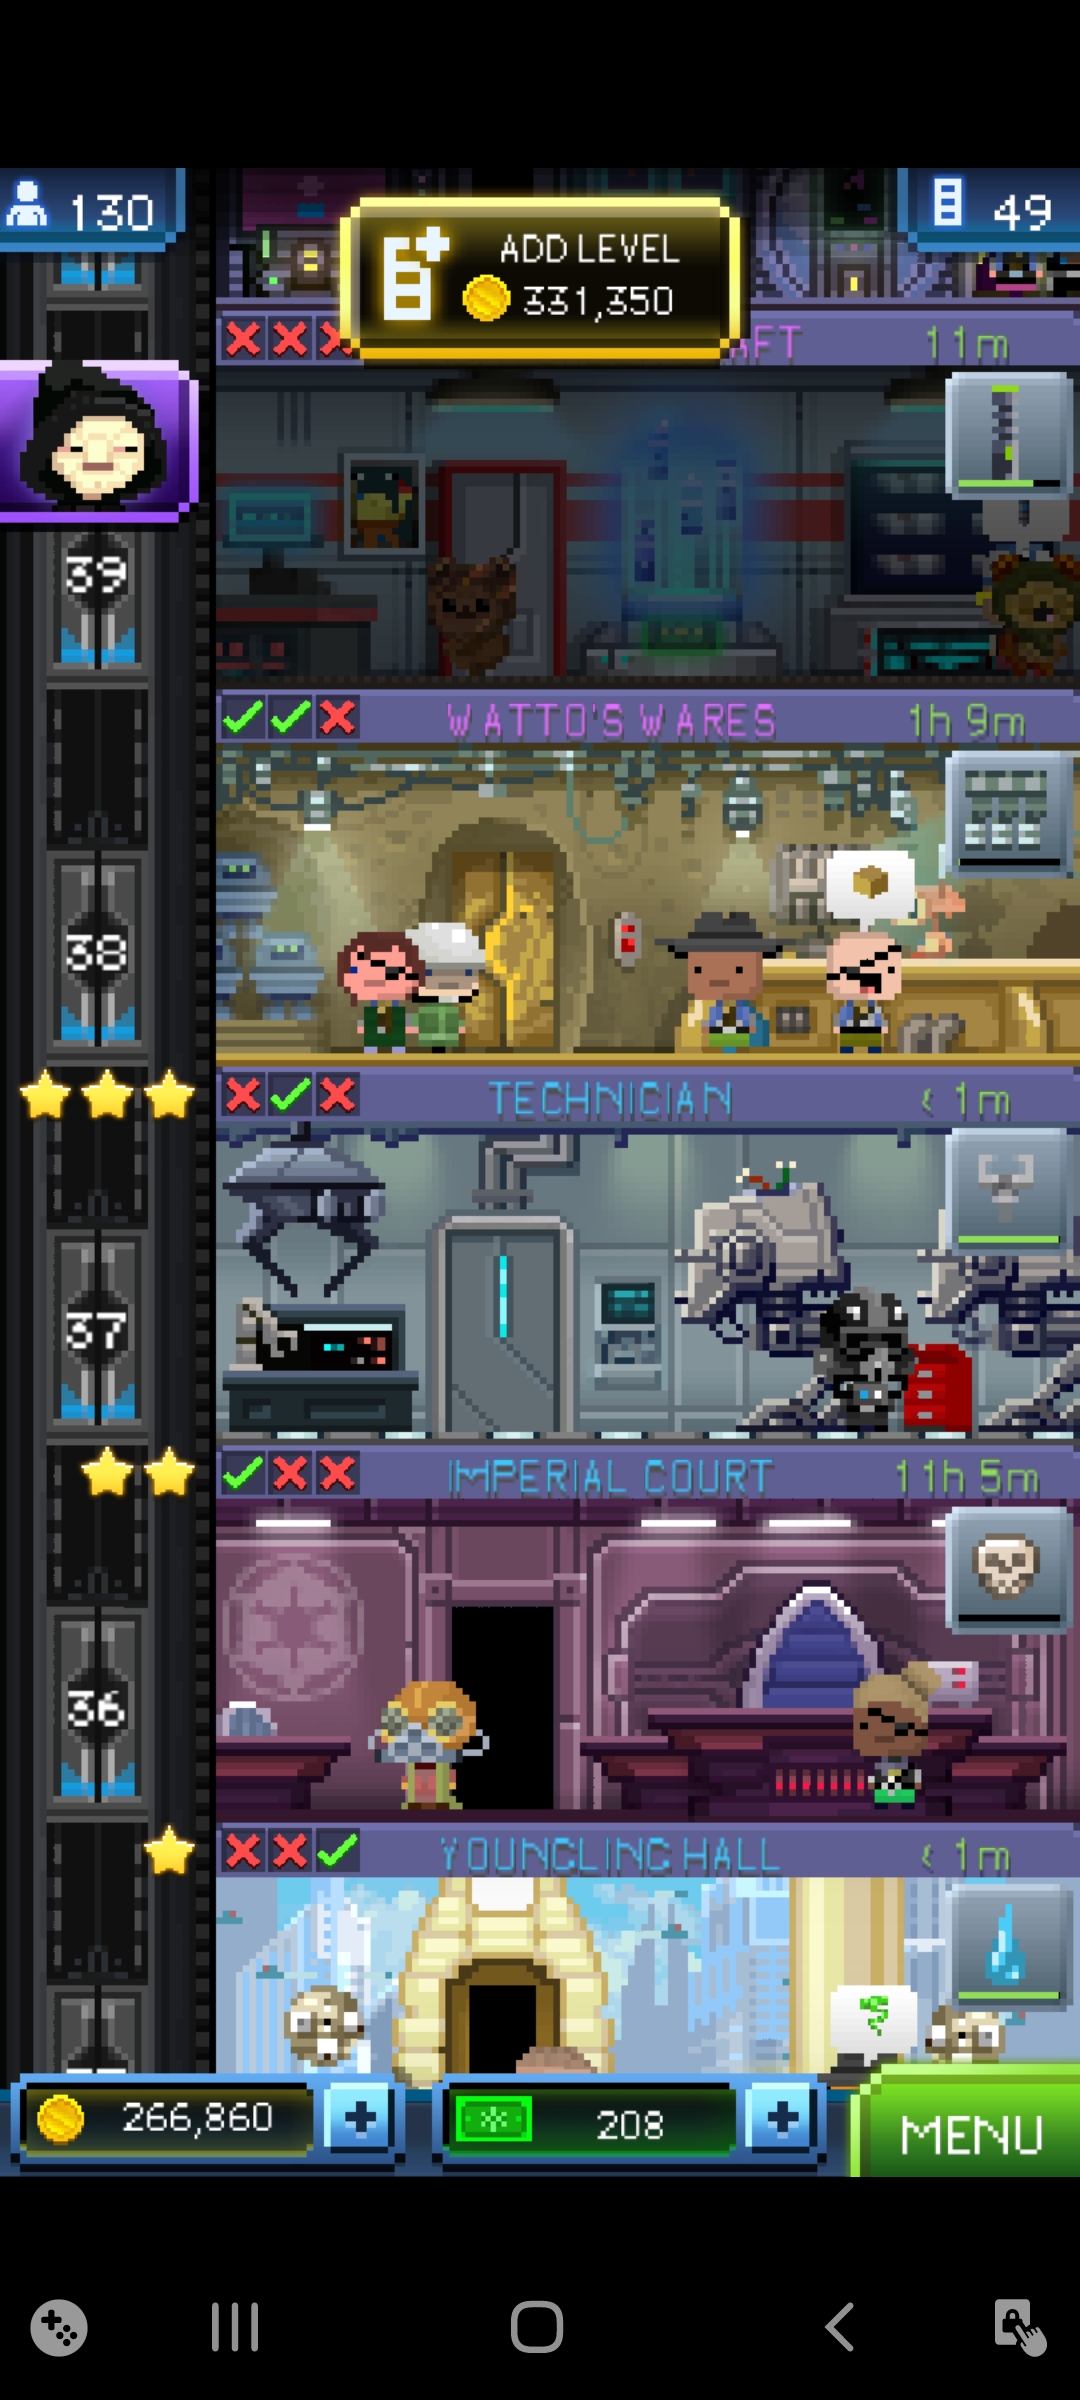 130
ADD LEVEL
331,350
49
11m
39
WATTO'S WARES
1h 9m
38
TECHNICIAN
< 1m
37
IMPERIAL COURT
11h 5m
36
YOUNGLING HALL
< 1m
266,860
208
MENU